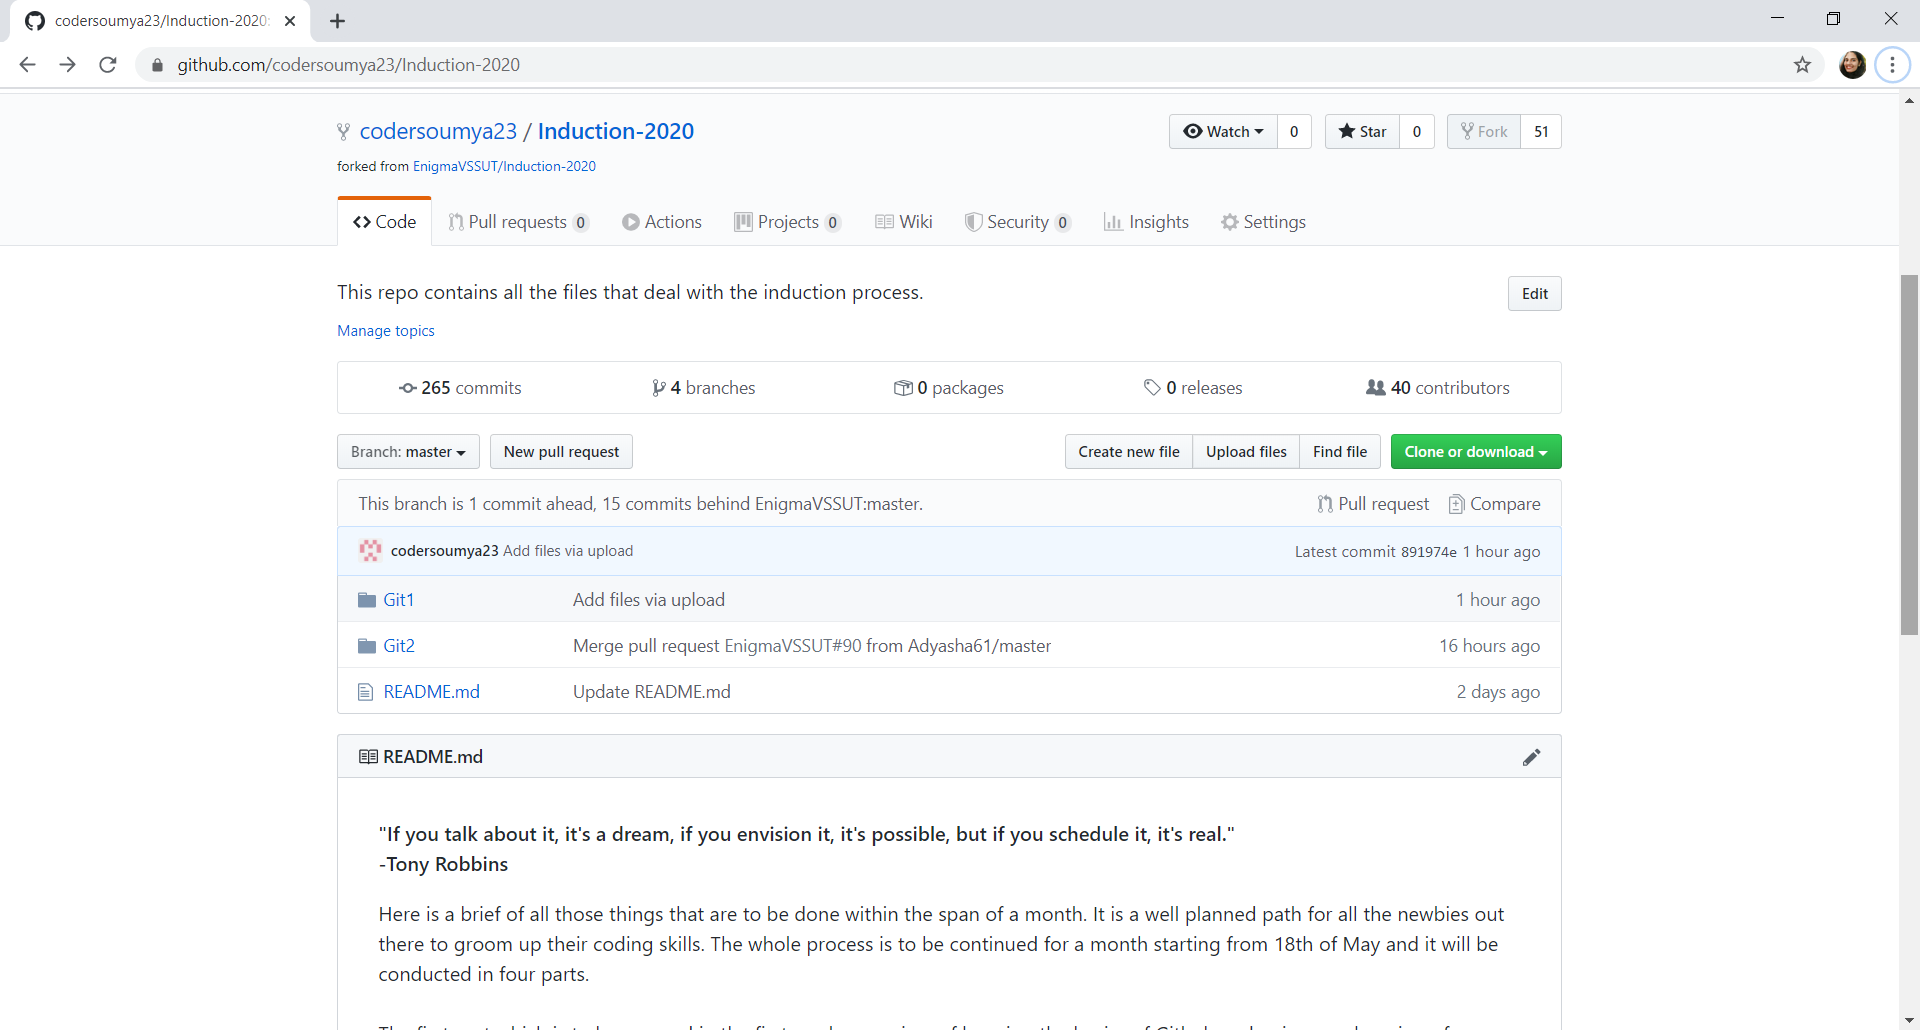 codersoumya23/Induction-2020:
github.com/codersoumya23/Induction-2020
codersoumya23 / Induction-2020
Watch 0 Star 0 Fork 51
forked from EnigmaVSSUT/Induction-2020
Code Pull requests 0 Actions Projects 0 Wiki Security 0 Insights Settings
This repo contains all the files that deal with the induction process.
Edit
Manage topics
265 commits 4 branches 0 packages 0 releases 40 contributors
Branch: master New pull request Create new file Upload files Find file Clone or download
This branch is 1 commit ahead, 15 commits behind EnigmaVSSUT:master. Pull request Compare
codersoumya23 Add files via upload Latest commit 891974e 1 hour ago
Git1 Add files via upload 1 hour ago
Git2 Merge pull request EnigmaVSSUT#90 from Adyasha61/master 16 hours ago
README.md Update README.md 2 days ago
README.md
"If you talk about it, it's a dream, if you envision it, it's possible, but if you schedule it, it's real."
-Tony Robbins
Here is a brief of all those things that are to be done within the span of a month. It is a well planned path for all the newbies out
there to groom up their coding skills. The whole process is to be continued for a month starting from 18th of May and it will be
conducted in four parts.